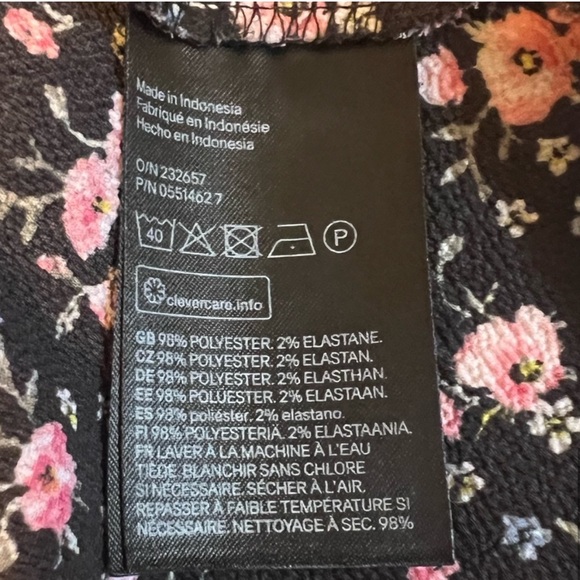 Made in Indonesia
Fabriqué en Indonésie
Hecho en Indonesia
O/N 232657
P/N 0551462 7
40 P
clevercare.info
GB 98% POLYESTER. 2% ELASTANE.
CZ 98% POLYESTER. 2% ELASTAN.
DE 98% POLYESTER. 2% ELASTHAN.
EE 98% POLÜESTER. 2% ELASTAAN.
ES 98% poliéster. 2% elastano.
FI 98% POLYESTERIÄ. 2% ELASTAANIA.
FR LAVER À LA MACHINE À L'EAU
TIÈDE. BLANCHIR SANS CHLORE
SI NÉCESSAIRE. SÉCHER À L'AIR.
REPASSER À FAIBLE TEMPÉRATURE SI
NÉCESSAIRE. NETTOYAGE À SEC. 98%